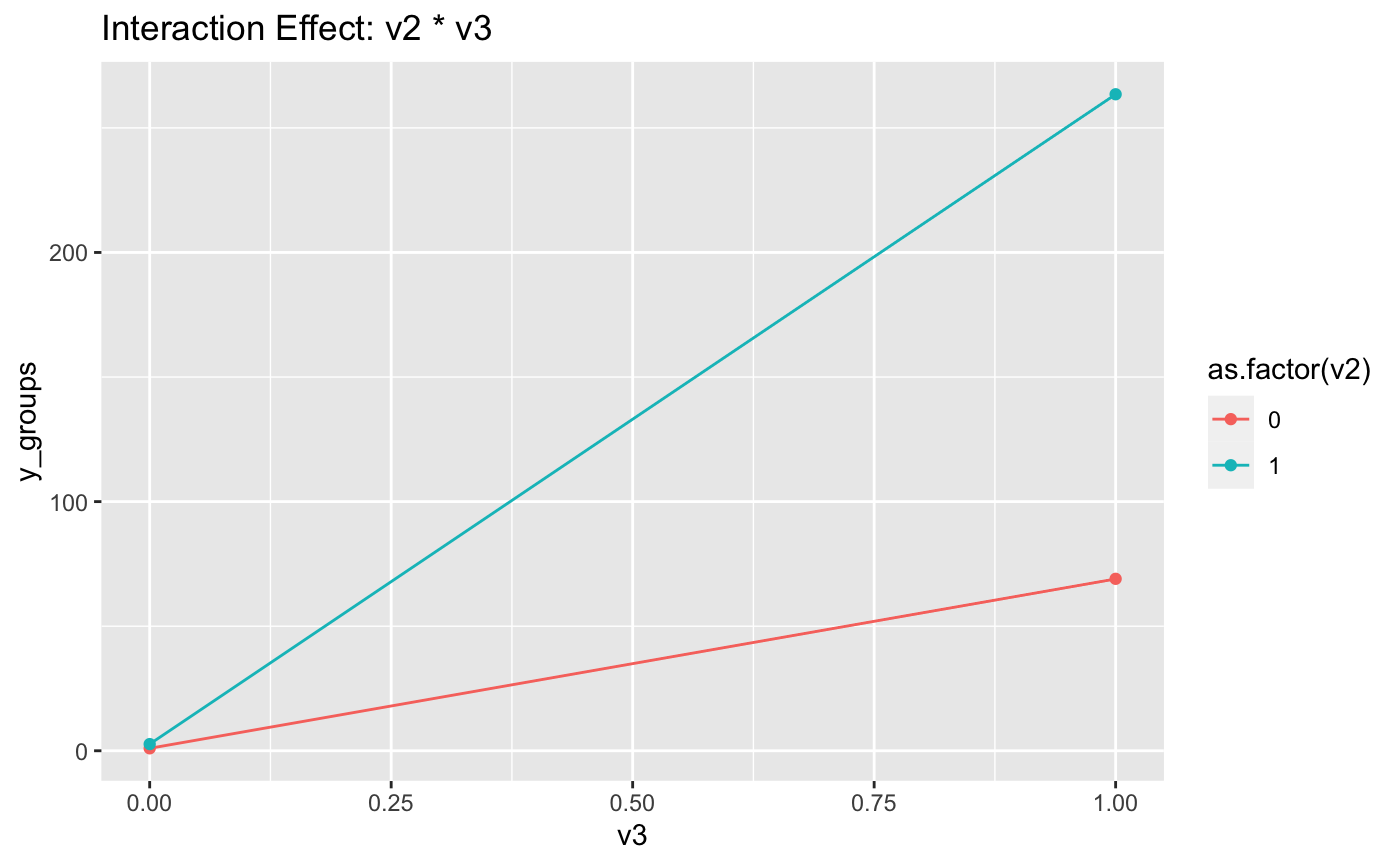 Interaction Effect: v2 * v3
y_groups
200
100
0
0.00 0.25 0.50 0.75 1.00
v3
as.factor(v2)
0
1